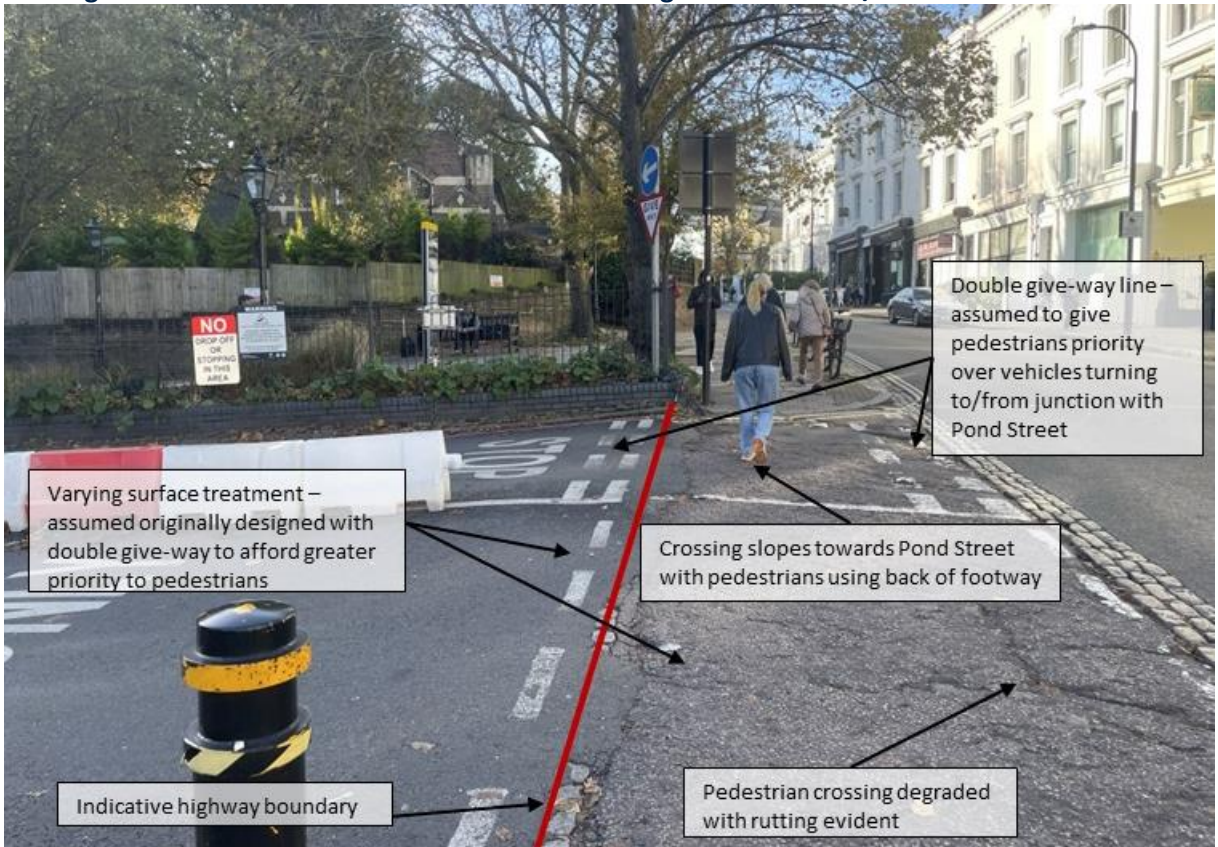 GIVE
WAY
WARNING
NO
DROP OFF
OR
STOPPING
IN THIS
AREA
Double give-way line –
assumed to give
pedestrians priority
over vehicles turning
to/from junction with
Pond Street
STOP
Varying surface treatment –
assumed originally designed with
double give-way to afford greater
priority to pedestrians
Crossing slopes towards Pond Street
with pedestrians using back of footway
Indicative highway boundary
Pedestrian crossing degraded
with rutting evident